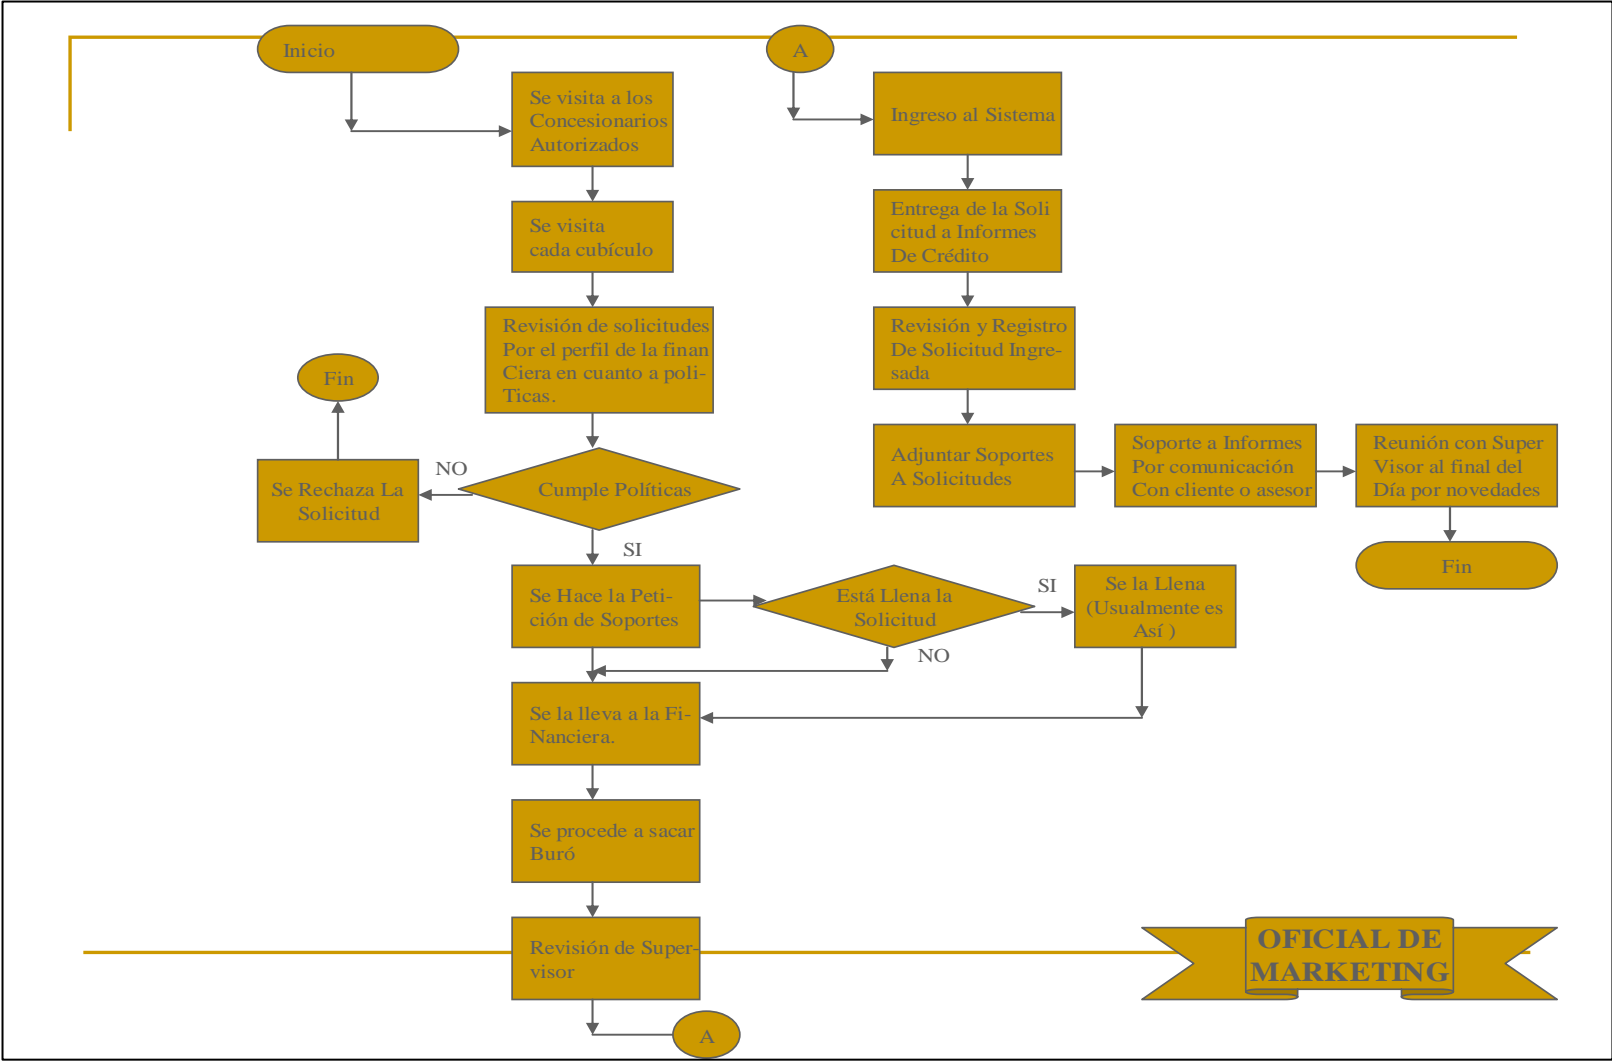 Inicio
Se visita a los
Concesionarios
Autorizados
Se visita
cada cubículo
Revisión de solicitudes
Por el perfil de la finan
Ciera en cuanto a poli-
Ticas.
Cumple Políticas
NO
Se Rechaza La
Solicitud
Fin
SI
Se Hace la Peti-
ción de Soportes
Está Llena la
Solicitud
SI
Se la Llena
(Usualmente es
Así )
NO
Se la lleva a la Fi-
Nanciera.
Se procede a sacar
Buró
Revisión de Super-
visor
A
A
Ingreso al Sistema
Entrega de la Soli
citud a Informes
De Crédito
Revisión y Registro
De Solicitud Ingre-
sada
Adjuntar Soportes
A Solicitudes
Soporte a Informes
Por comunicación
Con cliente o asesor
Reunión con Super
Visor al final del
Día por novedades
Fin
OFICIAL DE
MARKETING